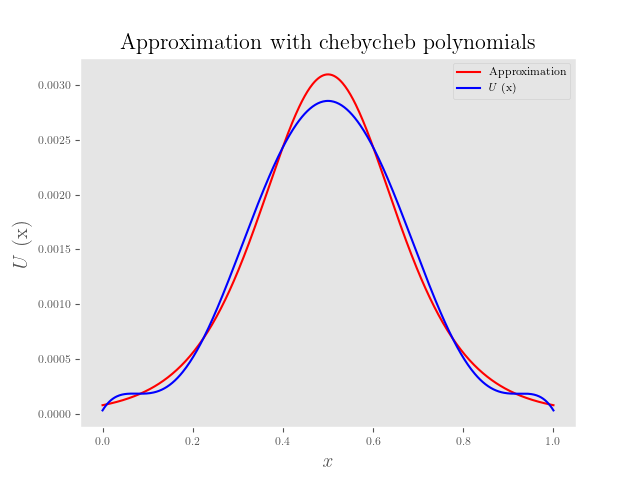 Approximation with chebycheb polynomials
Approximation
U (x)
U (x)
0.0030
0.0025
0.0020
0.0015
0.0010
0.0005
0.0000
0.0 0.2 0.4 0.6 0.8 1.0
x